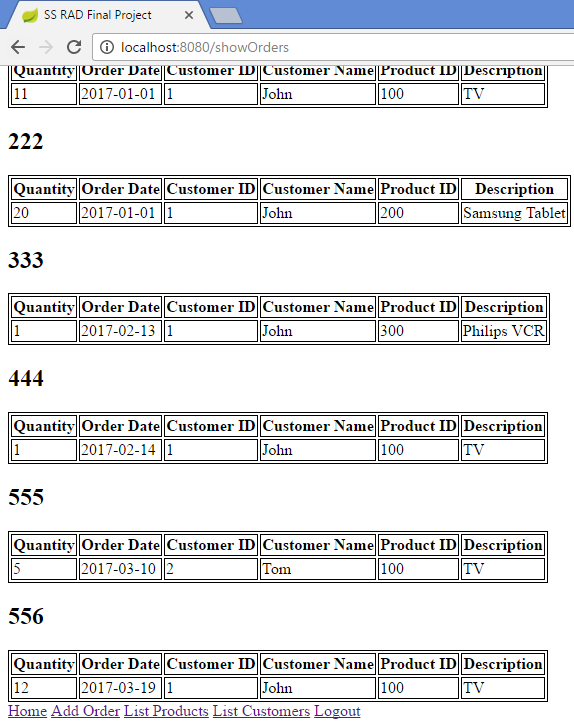 SS RAD Final Project
localhost:8080/showOrders
Quantity Order Date Customer ID Customer Name Product ID Description
11 2017-01-01 1 John 100 TV
222
Quantity Order Date Customer ID Customer Name Product ID Description
20 2017-01-01 1 John 200 Samsung Tablet
333
Quantity Order Date Customer ID Customer Name Product ID Description
1 2017-02-13 1 John 300 Philips VCR
444
Quantity Order Date Customer ID Customer Name Product ID Description
1 2017-02-14 1 John 100 TV
555
Quantity Order Date Customer ID Customer Name Product ID Description
5 2017-03-10 2 Tom 100 TV
556
Quantity Order Date Customer ID Customer Name Product ID Description
12 2017-03-19 1 John 100 TV
Home Add Order List Products List Customers Logout